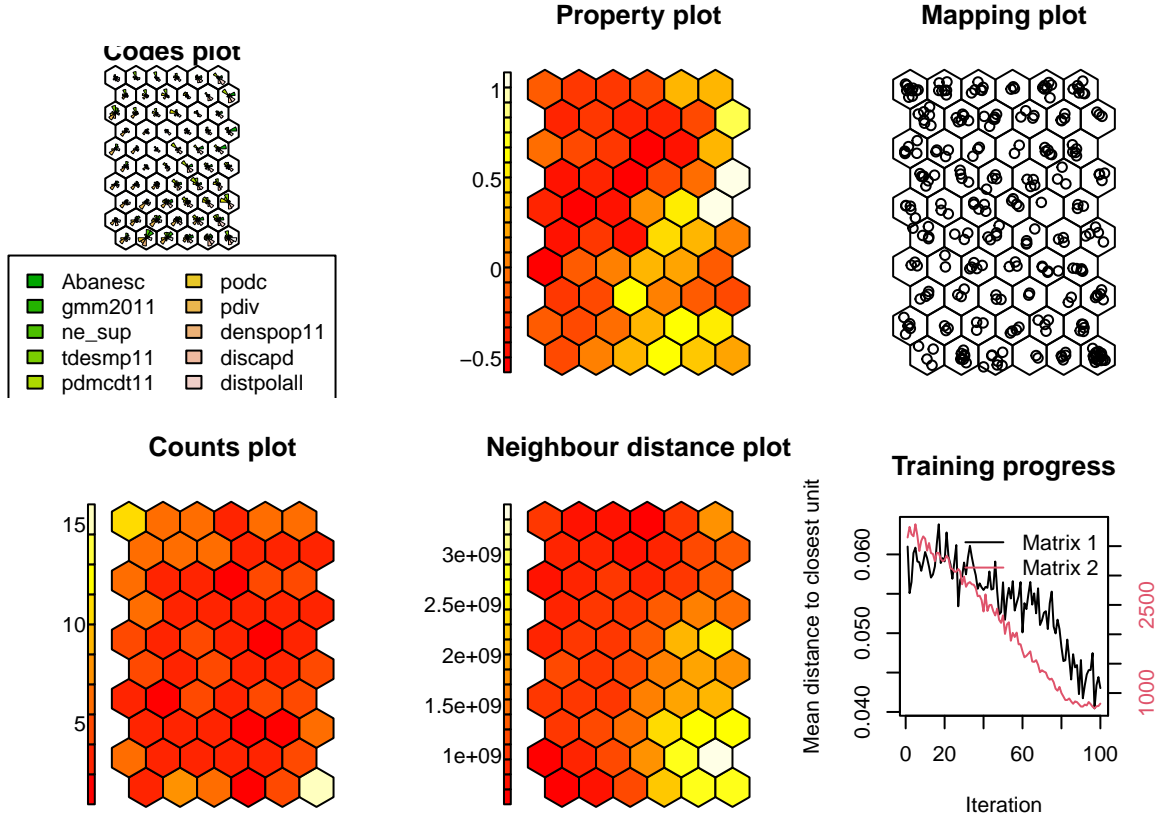 Codes plot
Abanesc
gmm2011
ne_sup
tdesmp11
pdmcdt11
podc
pdiv
denspop11
discapd
distpolall
Property plot
1
0.5
0
−0.5
Mapping plot
Counts plot
15
10
5
Neighbour distance plot
3e+09
2.5e+09
2e+09
1.5e+09
1e+09
Training progress
Mean distance to closest unit
0.060
0.050
0.040
Matrix 1
Matrix 2
2500
1000
0 20 60 100
Iteration